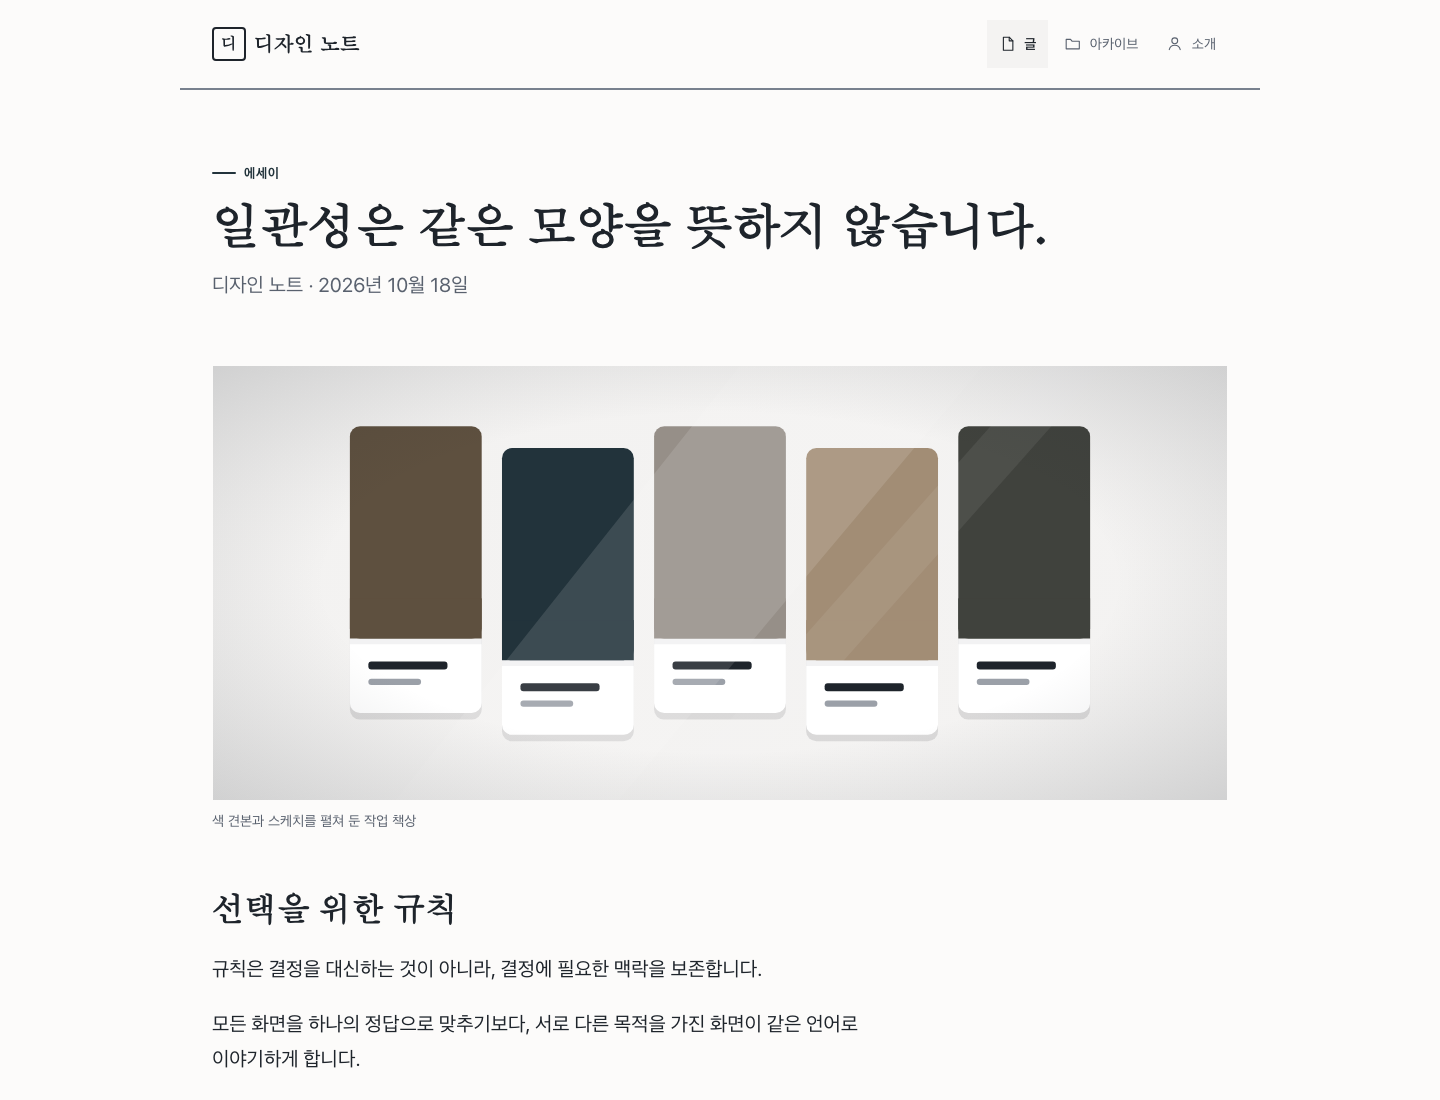 디 디자인 노트
글 아카이브 소개
에세이
일관성은 같은 모양을 뜻하지 않습니다.
디자인 노트 · 2026년 10월 18일
색 견본과 스케치를 펼쳐 둔 작업 책상
선택을 위한 규칙
규칙은 결정을 대신하는 것이 아니라, 결정에 필요한 맥락을 보존합니다.
모든 화면을 하나의 정답으로 맞추기보다, 서로 다른 목적을 가진 화면이 같은 언어로
이야기하게 합니다.